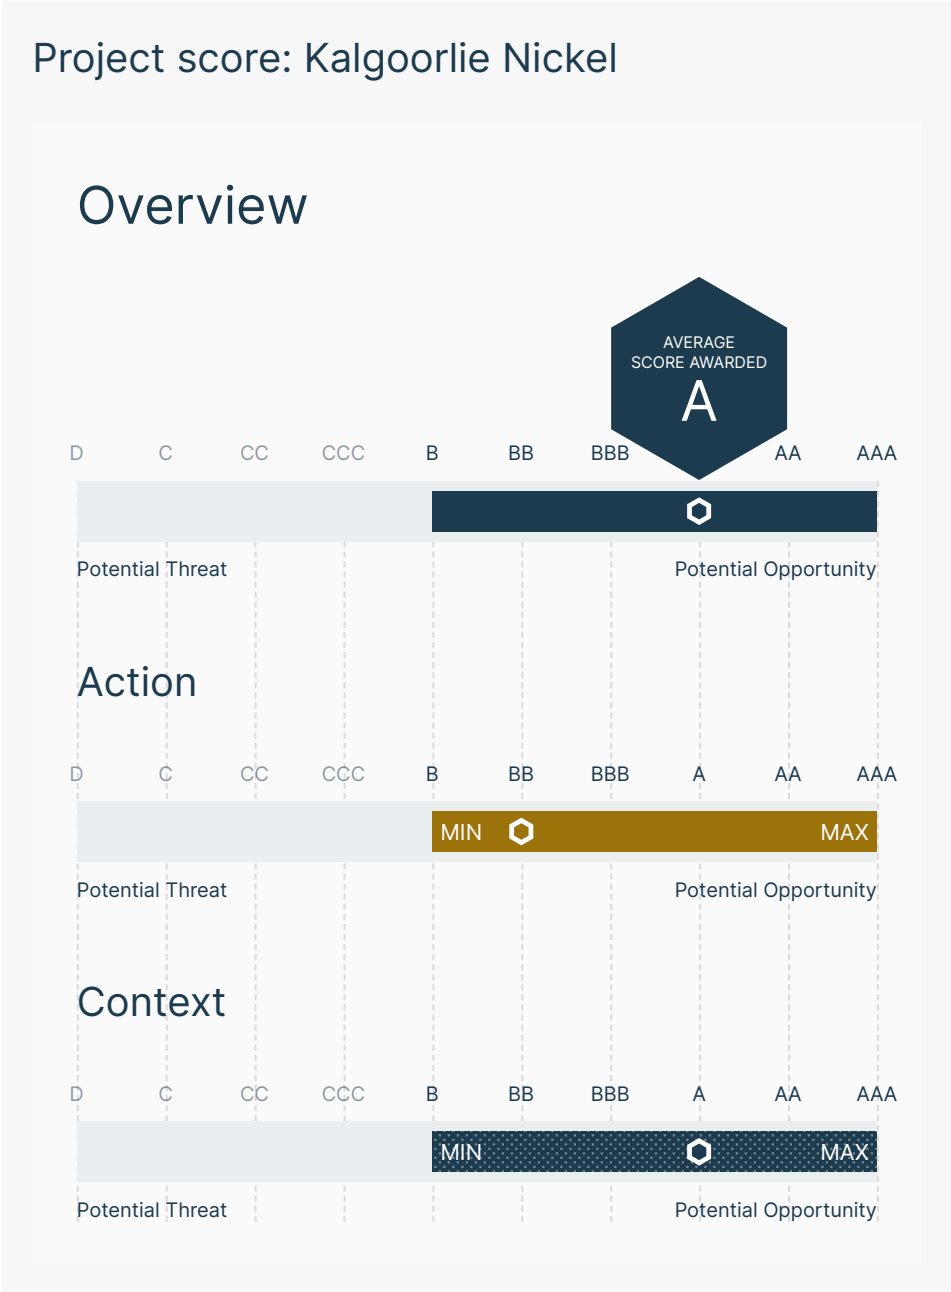 Project score: Kalgoorlie Nickel
Overview
AVERAGE
SCORE AWARDED
A
D C CC CCC B BB BBB AA AAA
Potential Threat Potential Opportunity
Action
D C CC CCC B BB BBB A AA AAA
MIN MAX
Potential Threat Potential Opportunity
Context
D C CC CCC B BB BBB A AA AAA
MIN MAX
Potential Threat Potential Opportunity